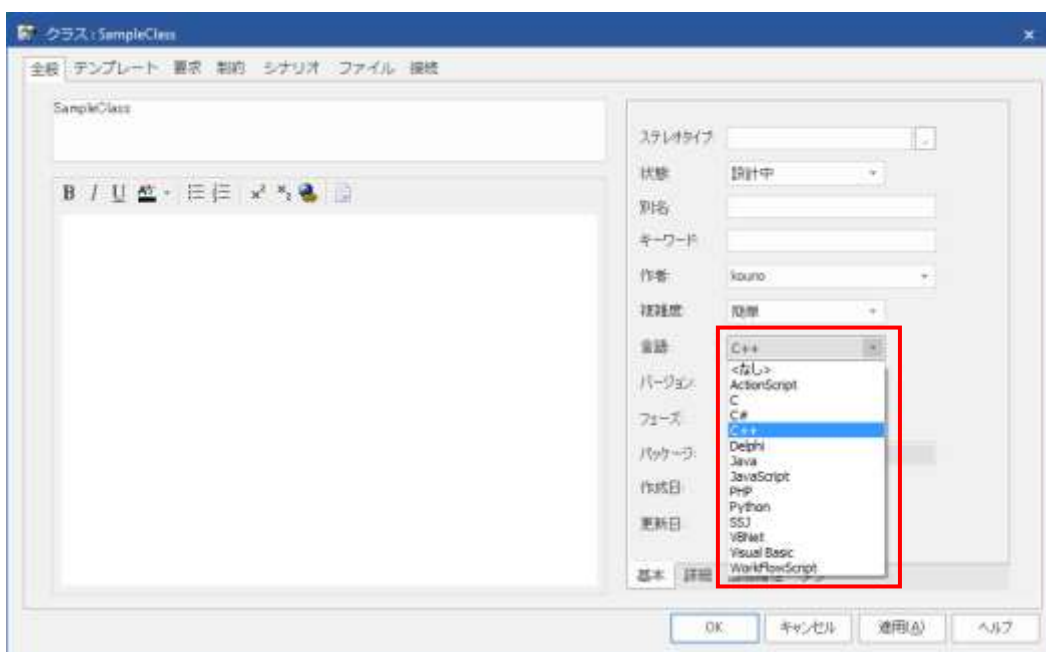 クラス : SampleClass
全般 テンプレート 要求 制約 シナリオ ファイル 接続
SampleClass
B I U
ステレオタイプ
状態 設計中
別名
キーワード
作者 kouno
複雑度 簡単
言語 C++
<なし>
ActionScript
C
C#
C++
Delphi
Java
JavaScript
PHP
Python
SSJ
VBNet
Visual Basic
WorkFlowScript
バージョン
フェーズ
パッケージ:
作成日
更新日
基本 詳細
OK キャンセル 適用(A) ヘルプ